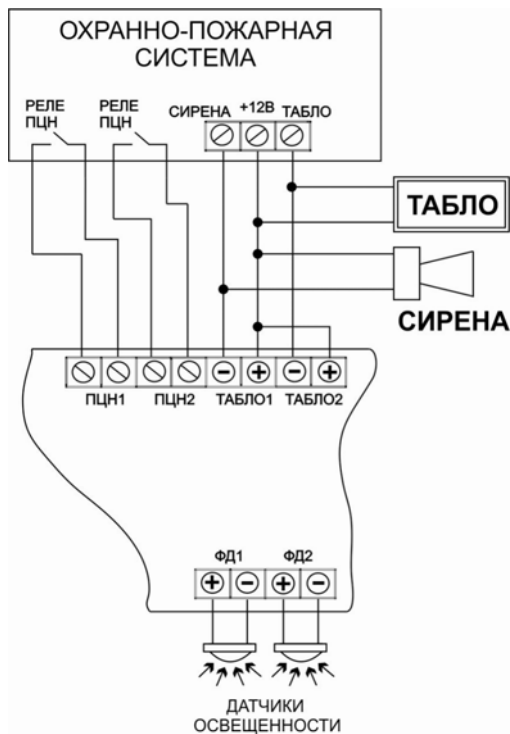 ОХРАННО-ПОЖАРНАЯ
СИСТЕМА
РЕЛЕ
ПЦН
РЕЛЕ
ПЦН
СИРЕНА +12В ТАБЛО
ТАБЛО
СИРЕНА
− + − +
ПЦН1 ПЦН2 ТАБЛО1 ТАБЛО2
ФД1 ФД2
+ − + −
ДАТЧИКИ
ОСВЕЩЕННОСТИ